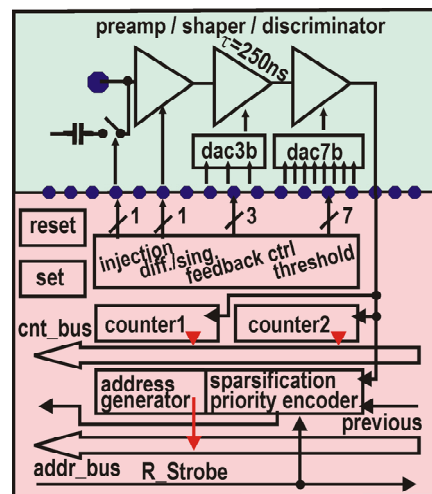 preamp / shaper / discriminator
τ=250ns
dac3b
dac7b
1
1
3
7
reset
set
injection
diff./sing.
feedback ctrl
threshold
counter1
counter2
cnt_bus
address
generator
sparsification
priority encoder
previous
addr_bus
R_Strobe